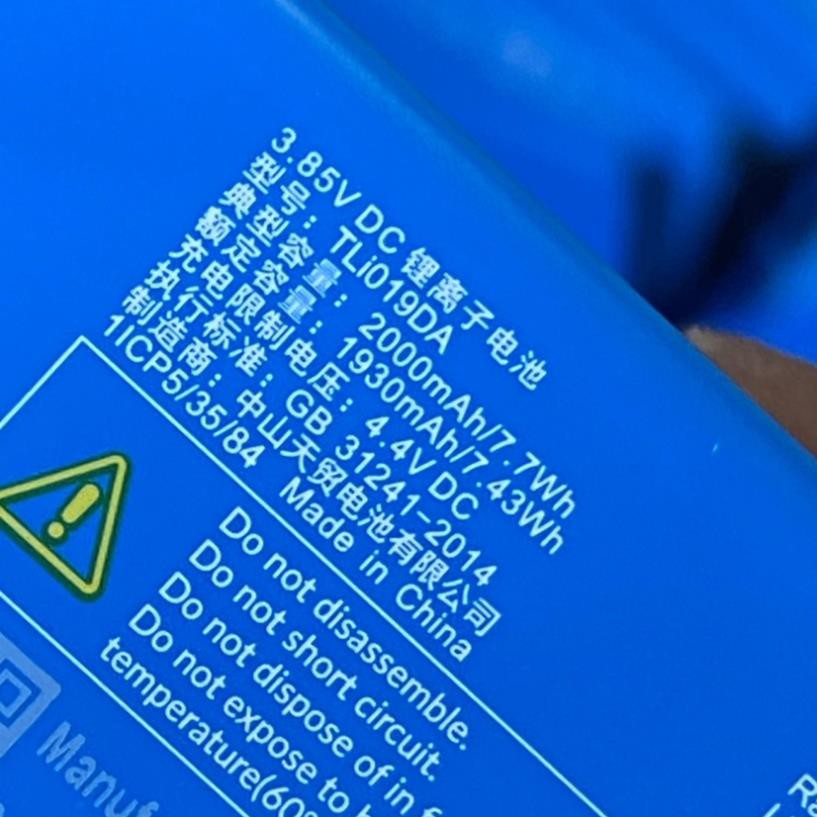 3.85V DC 锂离子电池
型号：TLi019DA
典型容量：2000mAh/7.7Wh
额定容量：1930mAh/7.43Wh
充电限制电压：4.4V DC
执行标准：GB 31241-2014
制造商：中山天贸电池有限公司
1ICP5/35/84 Made in China
Do not disassemble.
Do not short circuit.
Do not dispose of in
Do not expose to
temperature(60°
Manuf
Ra